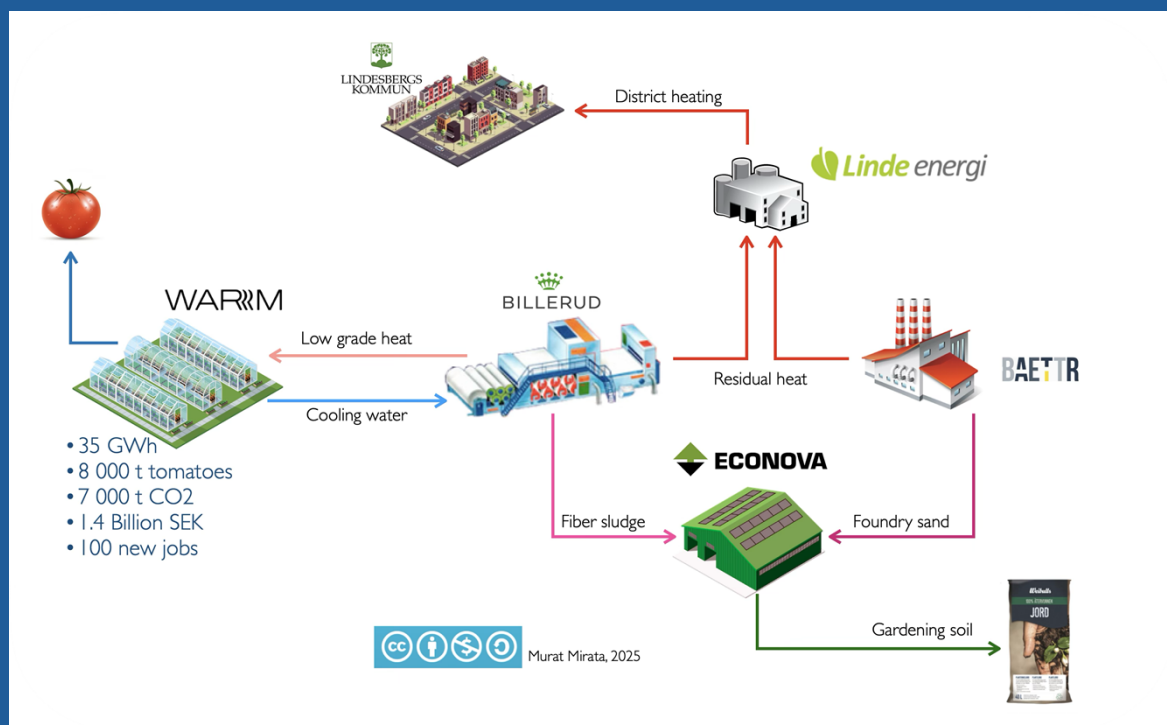 LINDESBERGS
KOMMUN
District heating
Linde energi
WARM
BILLERUD
Low grade heat
Cooling water
Residual heat
BAETTR
• 35 GWh
• 8 000 t tomatoes
• 7 000 t CO2
• 1.4 Billion SEK
• 100 new jobs
ECONOVA
Fiber sludge
Foundry sand
Gardening soil
JORD
cc
Murat Mirata, 2025